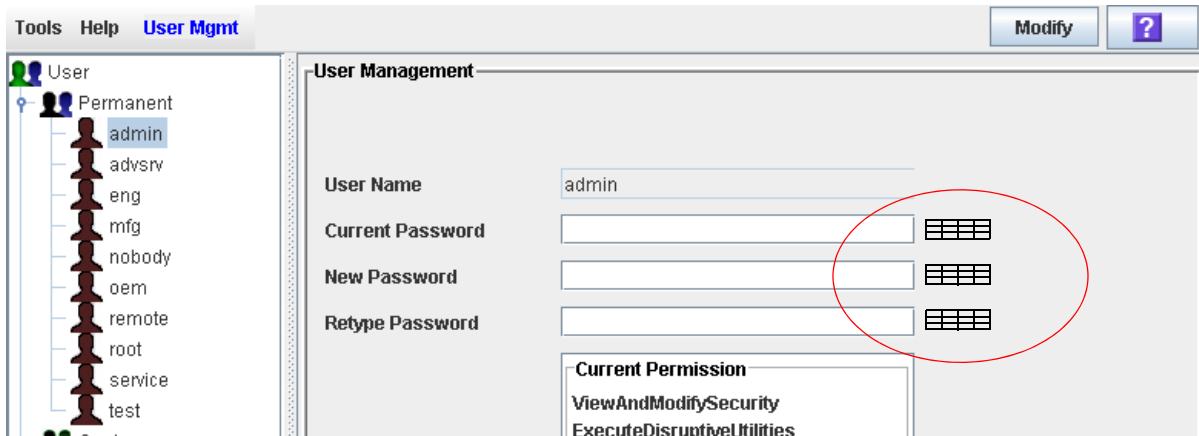 Tools Help User Mgmt
Modify
?
User
Permanent
admin
advsrv
eng
mfg
nobody
oem
remote
root
service
test
User Management
User Name admin
Current Password
New Password
Retype Password
Current Permission
ViewAndModifySecurity
ExecuteDisruptiveUtilities